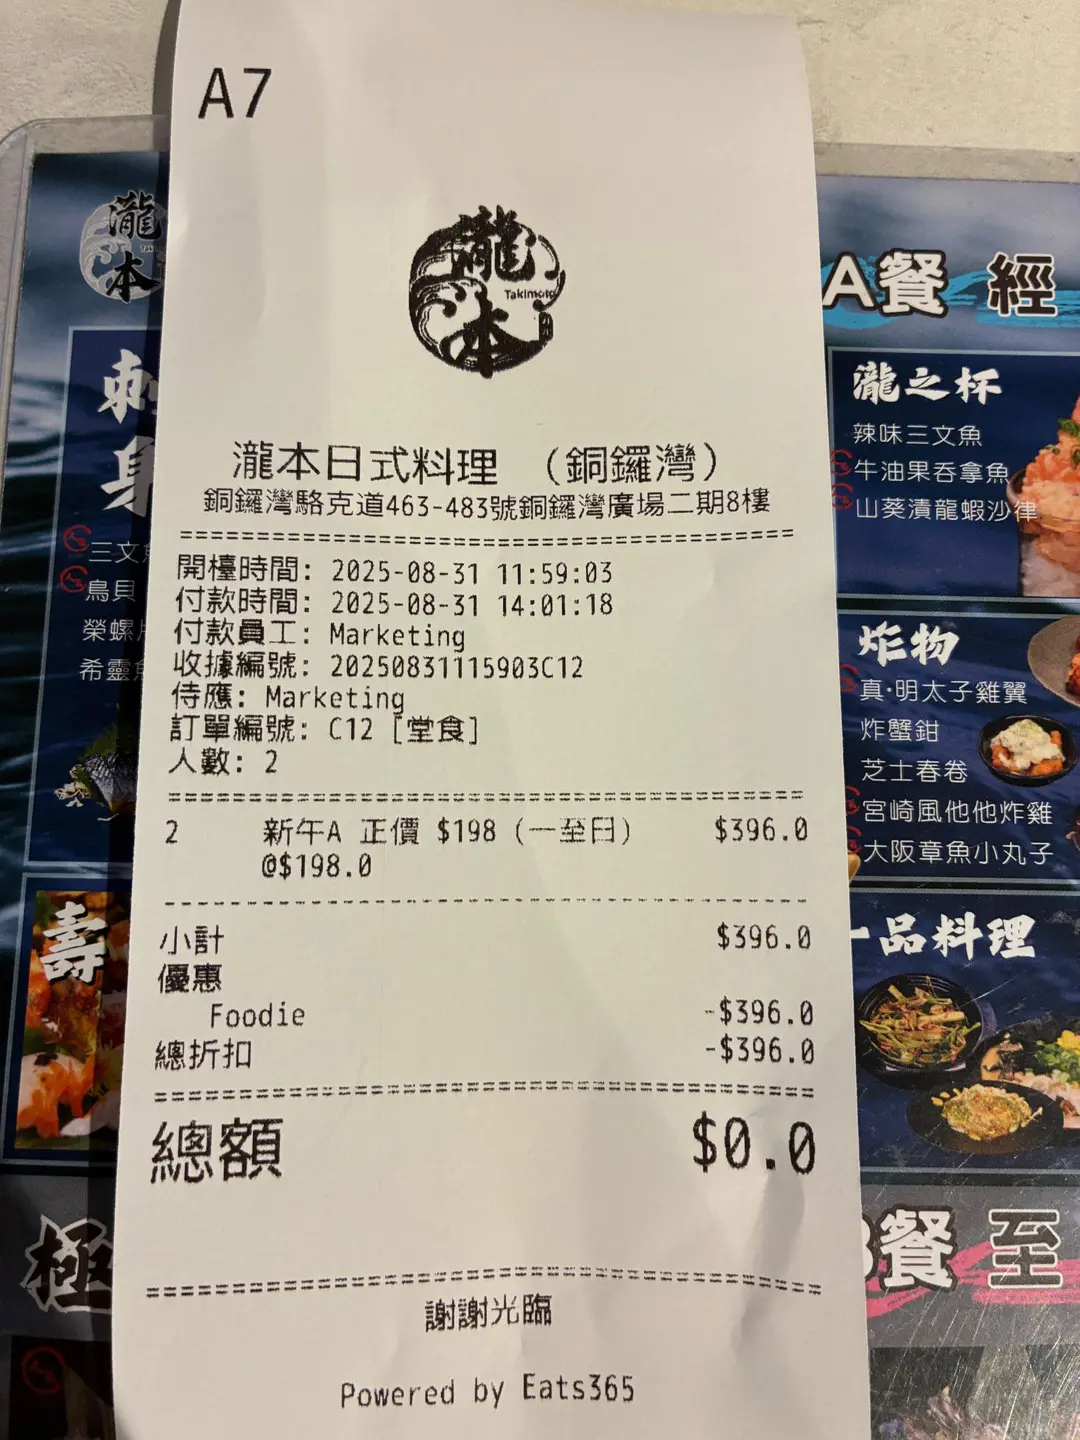 A7
瀧本
Takimoto
瀧本日式料理 （銅鑼灣）
銅鑼灣駱克道463-483號銅鑼灣廣場二期8樓
開檯時間: 2025-08-31 11:59:03
付款時間: 2025-08-31 14:01:18
付款員工: Marketing
收據編號: 20250831115903C12
侍應: Marketing
訂單編號: C12 [堂食]
人數: 2
2 新午A 正價 $198 (一至日) $396.0
@$198.0
小計 $396.0
優惠
Foodie -$396.0
總折扣 -$396.0
總額 $0.0
謝謝光臨
Powered by Eats365
瀧本
刺身
三文
鳥貝
榮螺
希靈
壽
極
A餐 經
瀧之杯
辣味三文魚
牛油果吞拿魚
山葵漬龍蝦沙律
炸物
真·明太子雞翼
炸蟹鉗
芝士春卷
宮崎風他他炸雞
大阪章魚小丸子
一品料理
餐 至